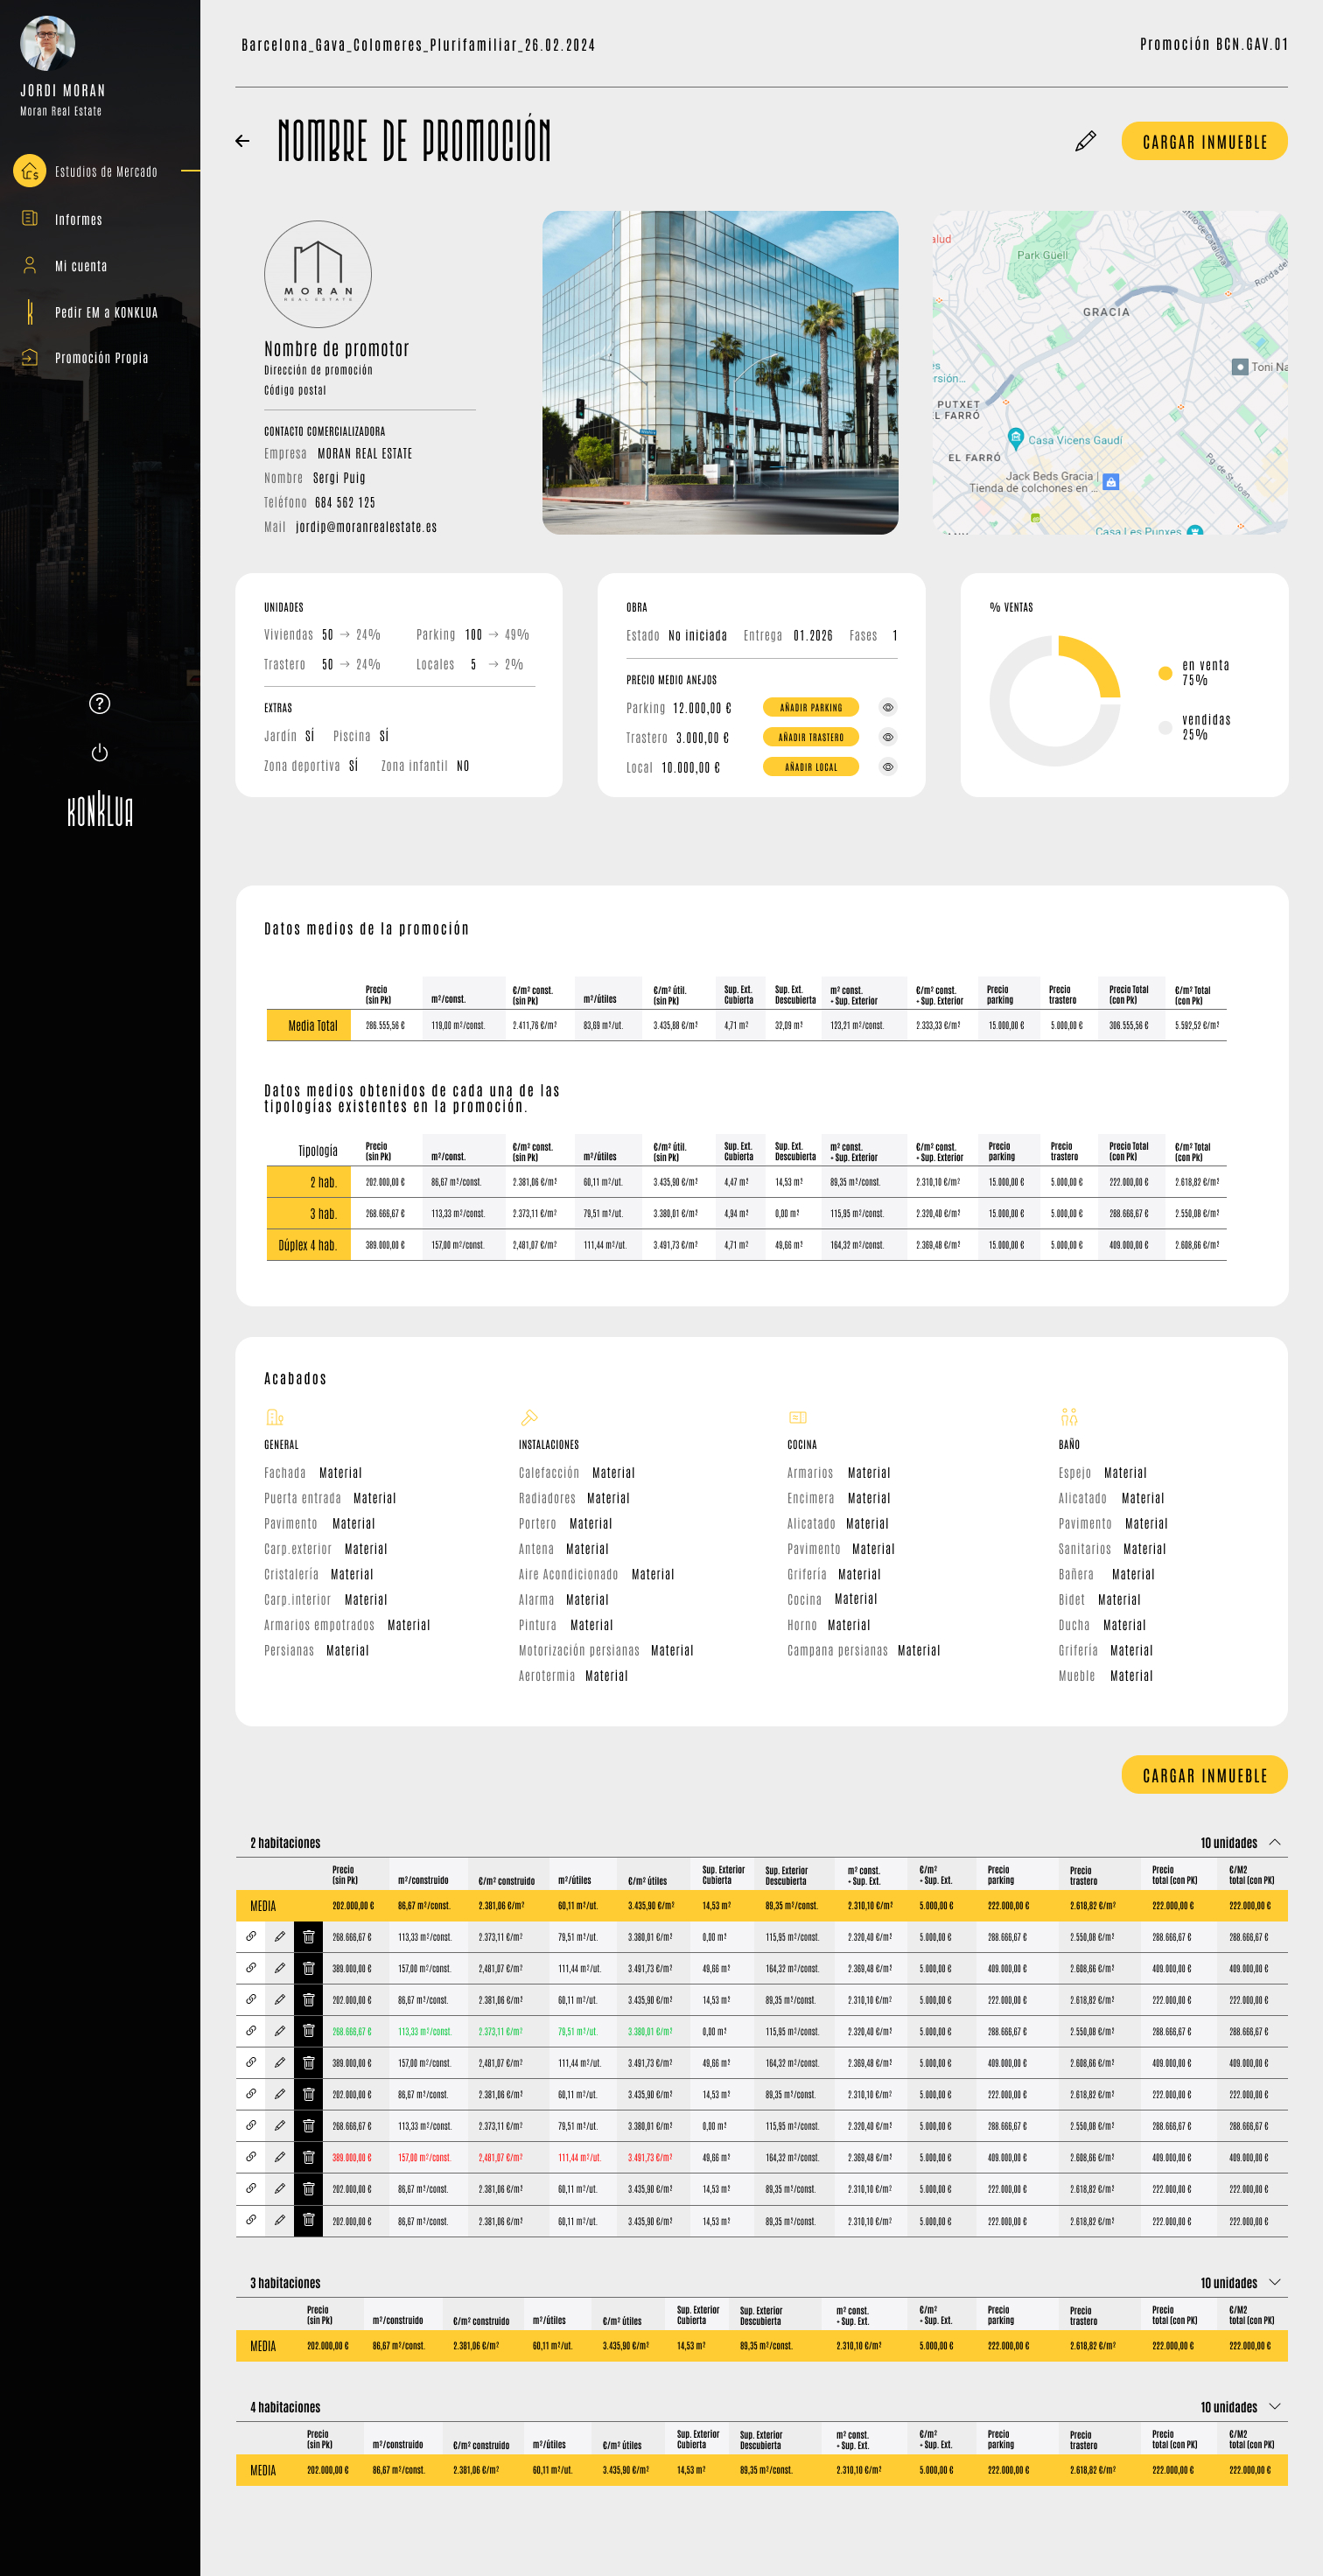 JORDI MORAN
Moran Real Estate
Estudios de Mercado
Informes
Mi cuenta
Pedir EM a KONKLUA
Promoción Propia
KONKLUA
Barcelona_Gava_Colomeres_Plurifamiliar_26.02.2024
Promoción BCN.GAV.01
NOMBRE DE PROMOCIÓN
CARGAR INMUEBLE
MORAN
REAL ESTATE
Nombre de promotor
Dirección de promoción
Código postal
CONTACTO COMERCIALIZADORA
Empresa MORAN REAL ESTATE
Nombre Sergi Puig
Teléfono 684 562 125
Mail jordip@moranrealestate.es
alud
Park Güell
Ronda del
GRACIA
Toni Na
rsión...
PUTXET
L FARRÓ
Casa Vicens Gaudí
EL FARRÓ
Jack Beds Gracia |
Tienda de colchones en ...
Pg. de St. Joan
Casa Les Punxes
UNIDADES
Viviendas 50 → 24% Parking 100 → 49%
Trastero 50 → 24% Locales 5 → 2%
EXTRAS
Jardín SÍ Piscina SÍ
Zona deportiva SÍ Zona infantil NO
OBRA
Estado No iniciada Entrega 01.2026 Fases 1
PRECIO MEDIO ANEJOS
Parking 12.000,00 € AÑADIR PARKING
Trastero 3.000,00 € AÑADIR TRASTERO
Local 10.000,00 € AÑADIR LOCAL
% VENTAS
en venta
75%
vendidas
25%
Datos medios de la promoción
Precio (sin Pk) m²/const. €/m² const. (sin Pk) m²/útiles €/m² útil. (sin Pk) Sup. Ext. Cubierta Sup. Ext. Descubierta m² const. + Sup. Exterior €/m² const. + Sup. Exterior Precio parking Precio trastero Precio Total (con Pk) €/m² Total (con Pk)
Media Total 286.555,56 € 119,00 m²/const. 2.411,76 €/m² 83,69 m²/ut. 3.435,88 €/m² 4,71 m² 32,09 m² 123,21 m²/const. 2.333,33 €/m² 15.000,00 € 5.000,00 € 306.555,56 € 5.592,52 €/m²
Datos medios obtenidos de cada una de las
tipologías existentes en la promoción.
Tipología Precio (sin Pk) m²/const. €/m² const. (sin Pk) m²/útiles €/m² útil. (sin Pk) Sup. Ext. Cubierta Sup. Ext. Descubierta m² const. + Sup. Exterior €/m² const. + Sup. Exterior Precio parking Precio trastero Precio Total (con Pk) €/m² Total (con Pk)
2 hab. 202.000,00 € 86,67 m²/const. 2.381,06 €/m² 60,11 m²/ut. 3.435,90 €/m² 4,47 m² 14,53 m² 89,35 m²/const. 2.310,10 €/m² 15.000,00 € 5.000,00 € 222.000,00 € 2.618,82 €/m²
3 hab. 268.666,67 € 113,33 m²/const. 2.373,11 €/m² 79,51 m²/ut. 3.380,01 €/m² 4,94 m² 0,00 m² 115,95 m²/const. 2.320,40 €/m² 15.000,00 € 5.000,00 € 288.666,67 € 2.550,08 €/m²
Dúplex 4 hab. 389.000,00 € 157,00 m²/const. 2,481,07 €/m² 111,44 m²/ut. 3.491,73 €/m² 4,71 m² 49,66 m² 164,32 m²/const. 2.369,48 €/m² 15.000,00 € 5.000,00 € 409.000,00 € 2.608,66 €/m²
Acabados
GENERAL
Fachada Material
Puerta entrada Material
Pavimento Material
Carp.exterior Material
Cristalería Material
Carp.interior Material
Armarios empotrados Material
Persianas Material
INSTALACIONES
Calefacción Material
Radiadores Material
Portero Material
Antena Material
Aire Acondicionado Material
Alarma Material
Pintura Material
Motorización persianas Material
Aerotermia Material
COCINA
Armarios Material
Encimera Material
Alicatado Material
Pavimento Material
Grifería Material
Cocina Material
Horno Material
Campana persianas Material
BAÑO
Espejo Material
Alicatado Material
Pavimento Material
Sanitarios Material
Bañera Material
Bidet Material
Ducha Material
Grifería Material
Mueble Material
CARGAR INMUEBLE
2 habitaciones 10 unidades
Precio (sin Pk) m²/construido €/m² construido m²/útiles €/m² útiles Sup. Exterior Cubierta Sup. Exterior Descubierta m² const. + Sup. Ext. €/m² + Sup. Ext. Precio parking Precio trastero Precio total (con PK) €/M2 total (con PK)
MEDIA 202.000,00 € 86,67 m²/const. 2.381,06 €/m² 60,11 m²/ut. 3.435,90 €/m² 14,53 m² 89,35 m²/const. 2.310,10 €/m² 5.000,00 € 222.000,00 € 2.618,82 €/m² 222.000,00 € 222.000,00 €
268.666,67 € 113,33 m²/const. 2.373,11 €/m² 79,51 m²/ut. 3.380,01 €/m² 0,00 m² 115,95 m²/const. 2.320,40 €/m² 5.000,00 € 288.666,67 € 2.550,08 €/m² 288.666,67 € 288.666,67 €
389.000,00 € 157,00 m²/const. 2,481,07 €/m² 111,44 m²/ut. 3.491,73 €/m² 49,66 m² 164,32 m²/const. 2.369,48 €/m² 5.000,00 € 409.000,00 € 2.608,66 €/m² 409.000,00 € 409.000,00 €
202.000,00 € 86,67 m²/const. 2.381,06 €/m² 60,11 m²/ut. 3.435,90 €/m² 14,53 m² 89,35 m²/const. 2.310,10 €/m² 5.000,00 € 222.000,00 € 2.618,82 €/m² 222.000,00 € 222.000,00 €
268.666,67 € 113,33 m²/const. 2.373,11 €/m² 79,51 m²/ut. 3.380,01 €/m² 0,00 m² 115,95 m²/const. 2.320,40 €/m² 5.000,00 € 288.666,67 € 2.550,08 €/m² 288.666,67 € 288.666,67 €
389.000,00 € 157,00 m²/const. 2,481,07 €/m² 111,44 m²/ut. 3.491,73 €/m² 49,66 m² 164,32 m²/const. 2.369,48 €/m² 5.000,00 € 409.000,00 € 2.608,66 €/m² 409.000,00 € 409.000,00 €
202.000,00 € 86,67 m²/const. 2.381,06 €/m² 60,11 m²/ut. 3.435,90 €/m² 14,53 m² 89,35 m²/const. 2.310,10 €/m² 5.000,00 € 222.000,00 € 2.618,82 €/m² 222.000,00 € 222.000,00 €
268.666,67 € 113,33 m²/const. 2.373,11 €/m² 79,51 m²/ut. 3.380,01 €/m² 0,00 m² 115,95 m²/const. 2.320,40 €/m² 5.000,00 € 288.666,67 € 2.550,08 €/m² 288.666,67 € 288.666,67 €
389.000,00 € 157,00 m²/const. 2,481,07 €/m² 111,44 m²/ut. 3.491,73 €/m² 49,66 m² 164,32 m²/const. 2.369,48 €/m² 5.000,00 € 409.000,00 € 2.608,66 €/m² 409.000,00 € 409.000,00 €
202.000,00 € 86,67 m²/const. 2.381,06 €/m² 60,11 m²/ut. 3.435,90 €/m² 14,53 m² 89,35 m²/const. 2.310,10 €/m² 5.000,00 € 222.000,00 € 2.618,82 €/m² 222.000,00 € 222.000,00 €
202.000,00 € 86,67 m²/const. 2.381,06 €/m² 60,11 m²/ut. 3.435,90 €/m² 14,53 m² 89,35 m²/const. 2.310,10 €/m² 5.000,00 € 222.000,00 € 2.618,82 €/m² 222.000,00 € 222.000,00 €
3 habitaciones 10 unidades
Precio (sin Pk) m²/construido €/m² construido m²/útiles €/m² útiles Sup. Exterior Cubierta Sup. Exterior Descubierta m² const. + Sup. Ext. €/m² + Sup. Ext. Precio parking Precio trastero Precio total (con PK) €/M2 total (con PK)
MEDIA 202.000,00 € 86,67 m²/const. 2.381,06 €/m² 60,11 m²/ut. 3.435,90 €/m² 14,53 m² 89,35 m²/const. 2.310,10 €/m² 5.000,00 € 222.000,00 € 2.618,82 €/m² 222.000,00 € 222.000,00 €
4 habitaciones 10 unidades
Precio (sin Pk) m²/construido €/m² construido m²/útiles €/m² útiles Sup. Exterior Cubierta Sup. Exterior Descubierta m² const. + Sup. Ext. €/m² + Sup. Ext. Precio parking Precio trastero Precio total (con PK) €/M2 total (con PK)
MEDIA 202.000,00 € 86,67 m²/const. 2.381,06 €/m² 60,11 m²/ut. 3.435,90 €/m² 14,53 m² 89,35 m²/const. 2.310,10 €/m² 5.000,00 € 222.000,00 € 2.618,82 €/m² 222.000,00 € 222.000,00 €